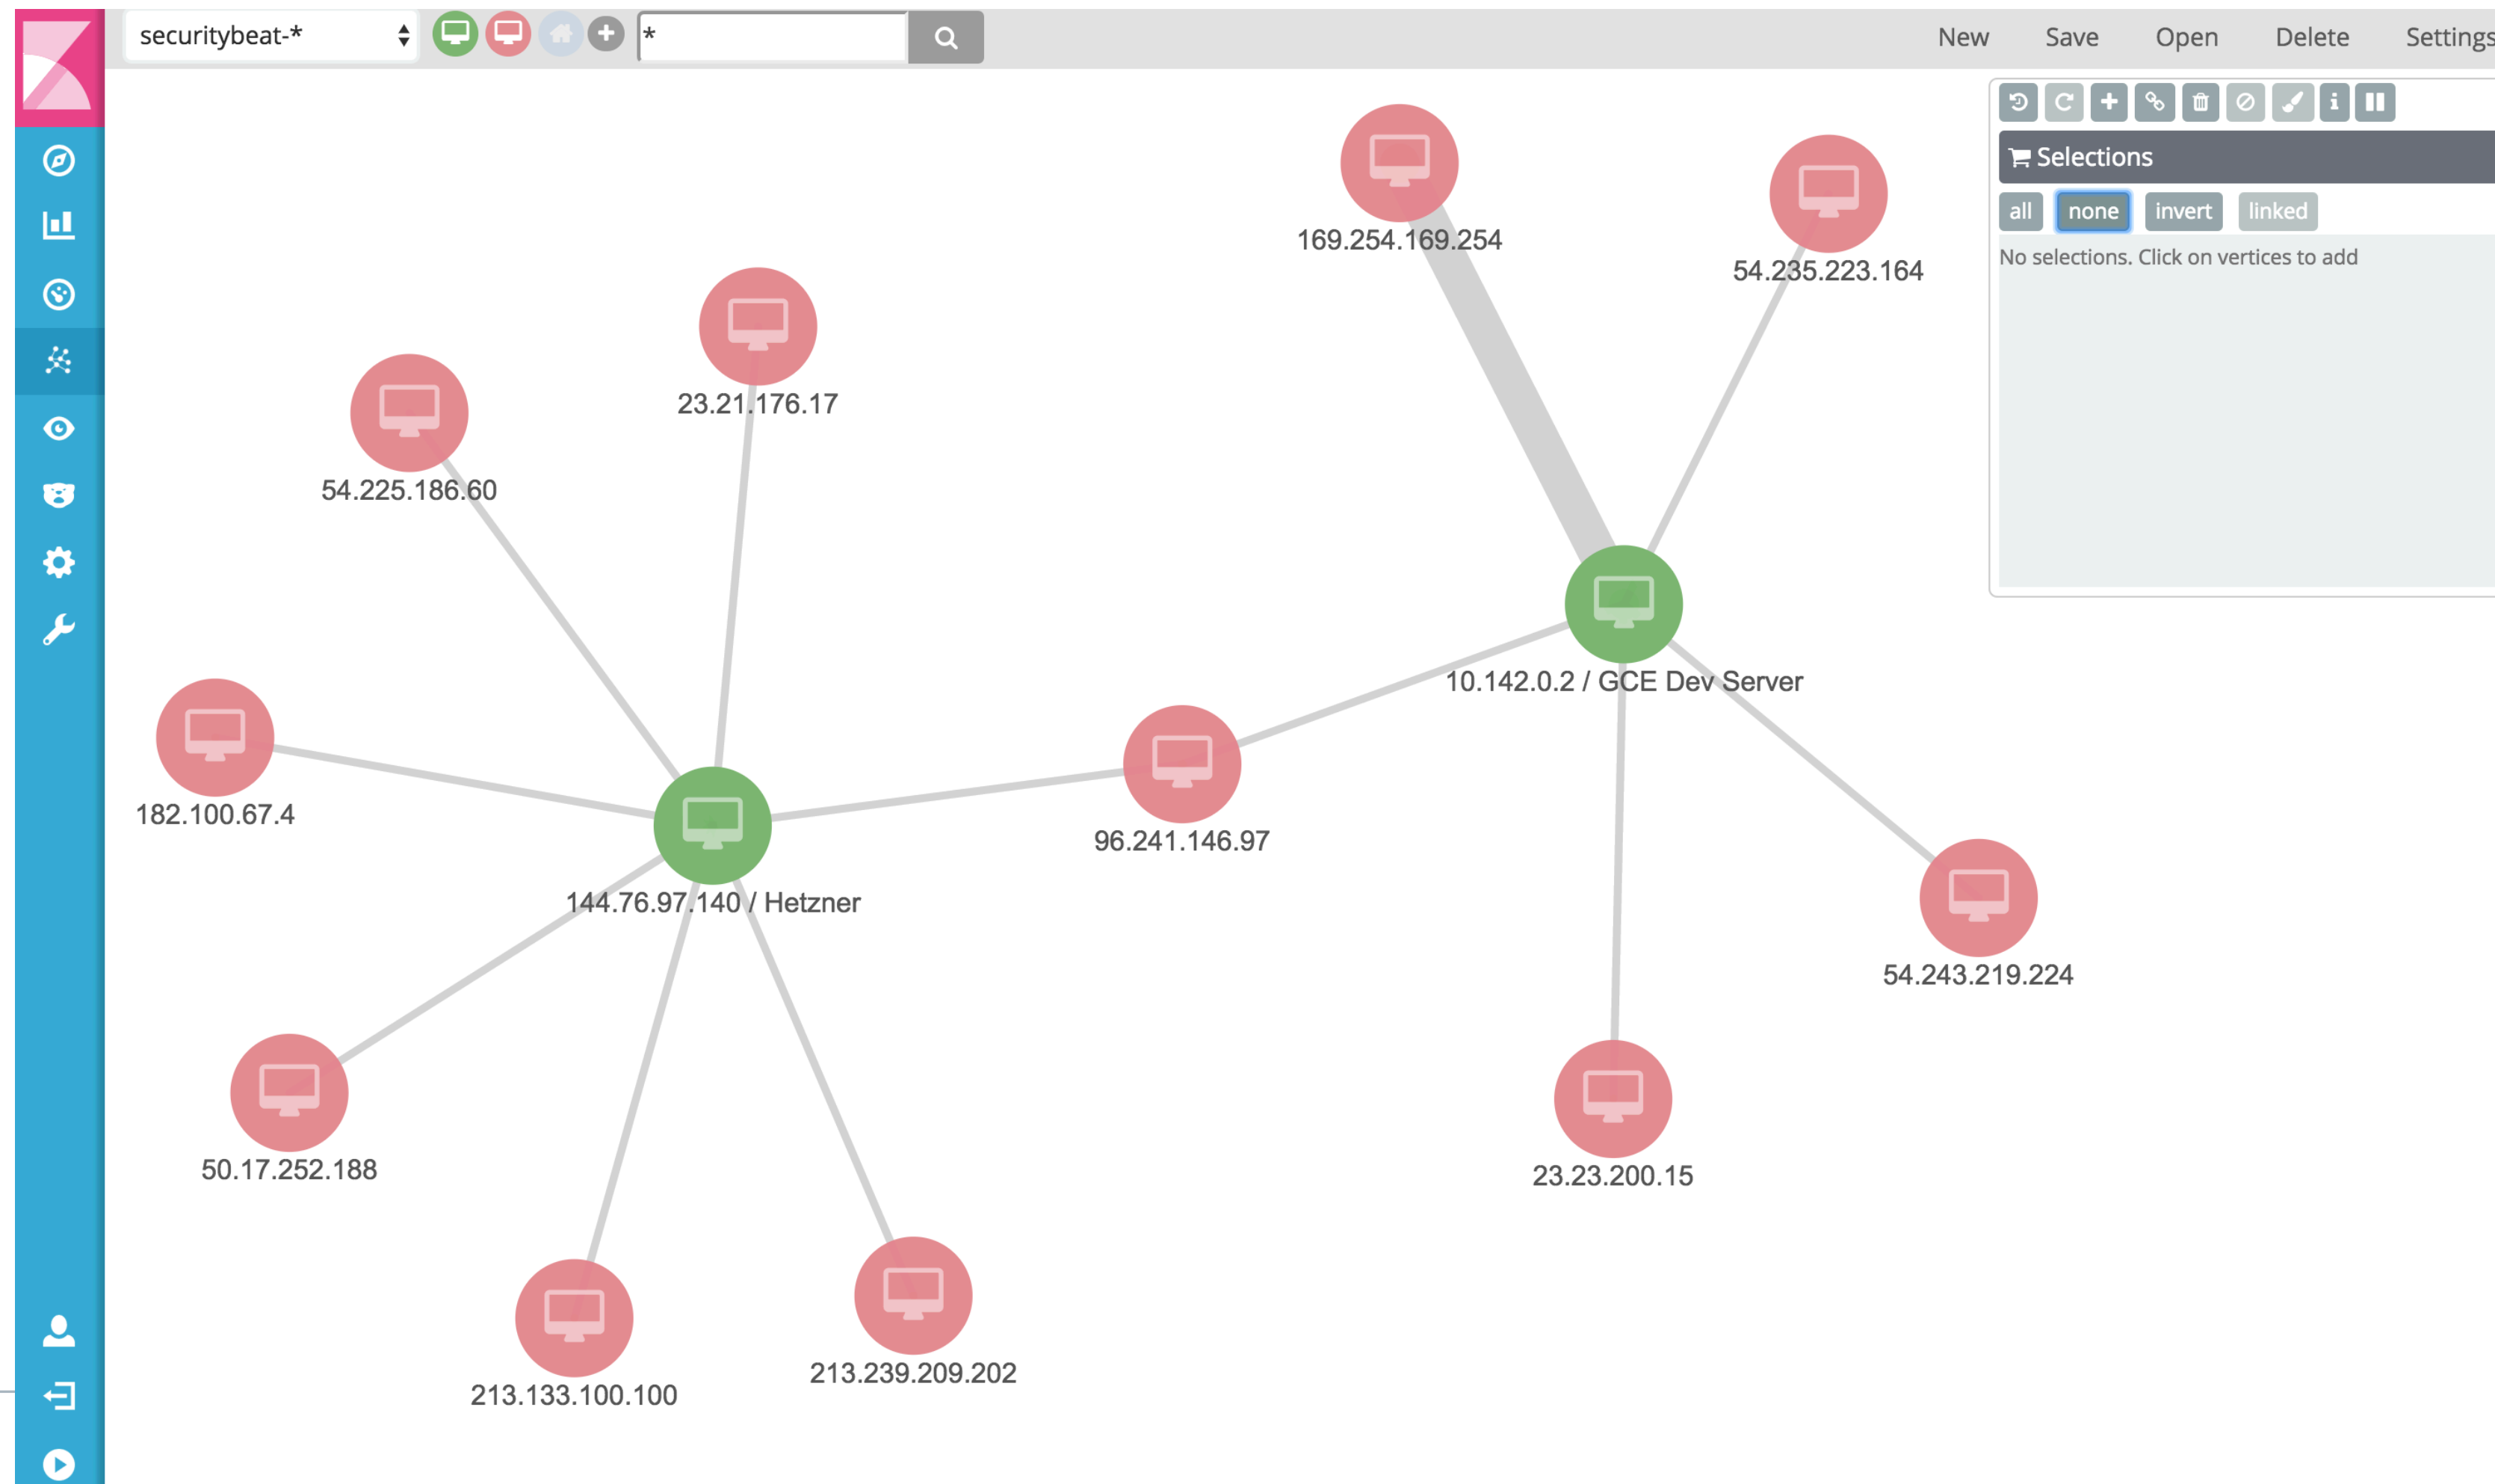 securitybeat-*
*
New Save Open Delete Settings
Selections
all none invert linked
No selections. Click on vertices to add
169.254.169.254
54.235.223.164
23.21.176.17
54.225.186.60
10.142.0.2 / GCE Dev Server
182.100.67.4
96.241.146.97
144.76.97.140 / Hetzner
54.243.219.224
50.17.252.188
23.23.200.15
213.239.209.202
213.133.100.100